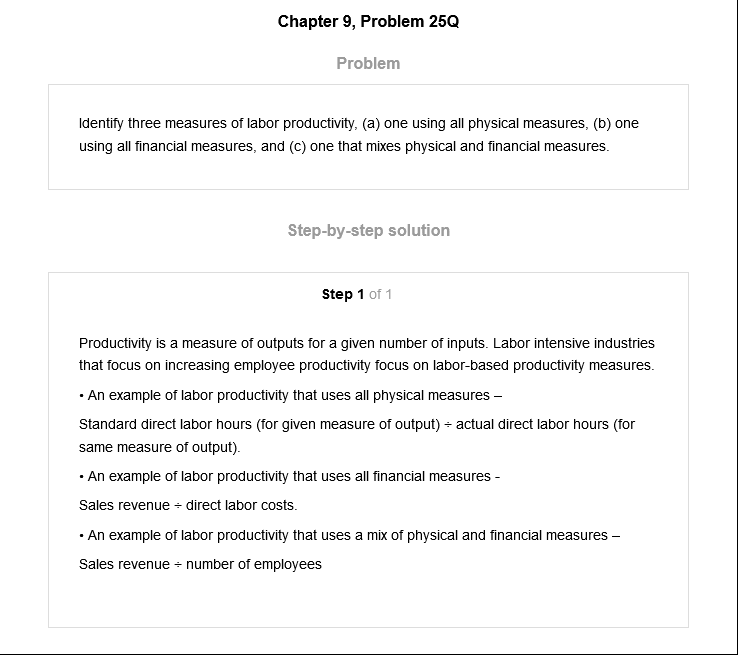 Chapter 9, Problem 25Q
Problem
Identify three measures of labor productivity, (a) one using all physical measures, (b) one
using all financial measures, and (c) one that mixes physical and financial measures.
Step-by-step solution
Step 1 of 1
Productivity is a measure of outputs for a given number of inputs. Labor intensive industries
that focus on increasing employee productivity focus on labor-based productivity measures.
• An example of labor productivity that uses all physical measures –
Standard direct labor hours (for given measure of output) ÷ actual direct labor hours (for
same measure of output).
• An example of labor productivity that uses all financial measures -
Sales revenue ÷ direct labor costs.
• An example of labor productivity that uses a mix of physical and financial measures –
Sales revenue ÷ number of employees